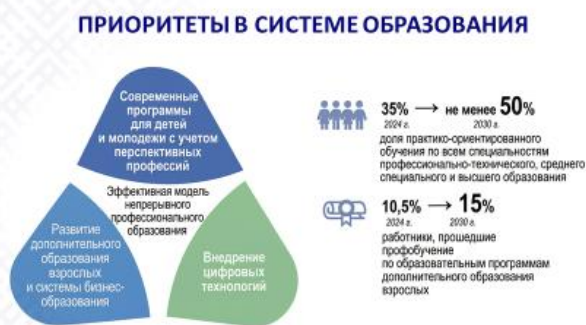 ПРИОРИТЕТЫ В СИСТЕМЕ ОБРАЗОВАНИЯ
Современные
программы
для детей
и молодежи с учетом
перспективных
профессий
Эффективная модель
непрерывного
профессионального
образования
Развитие
дополнительного
образования
взрослых
и системы бизнес-
образования
Внедрение
цифровых
технологий
35% → не менее 50%
2024 г. 2030 г.
доля практико-ориентированного
обучения по всем специальностям
профессионально-технического, среднего
специального и высшего образования
10,5% → 15%
2024 г. 2030 г.
работники, прошедшие
профобучение
по образовательным программам
дополнительного образования
взрослых